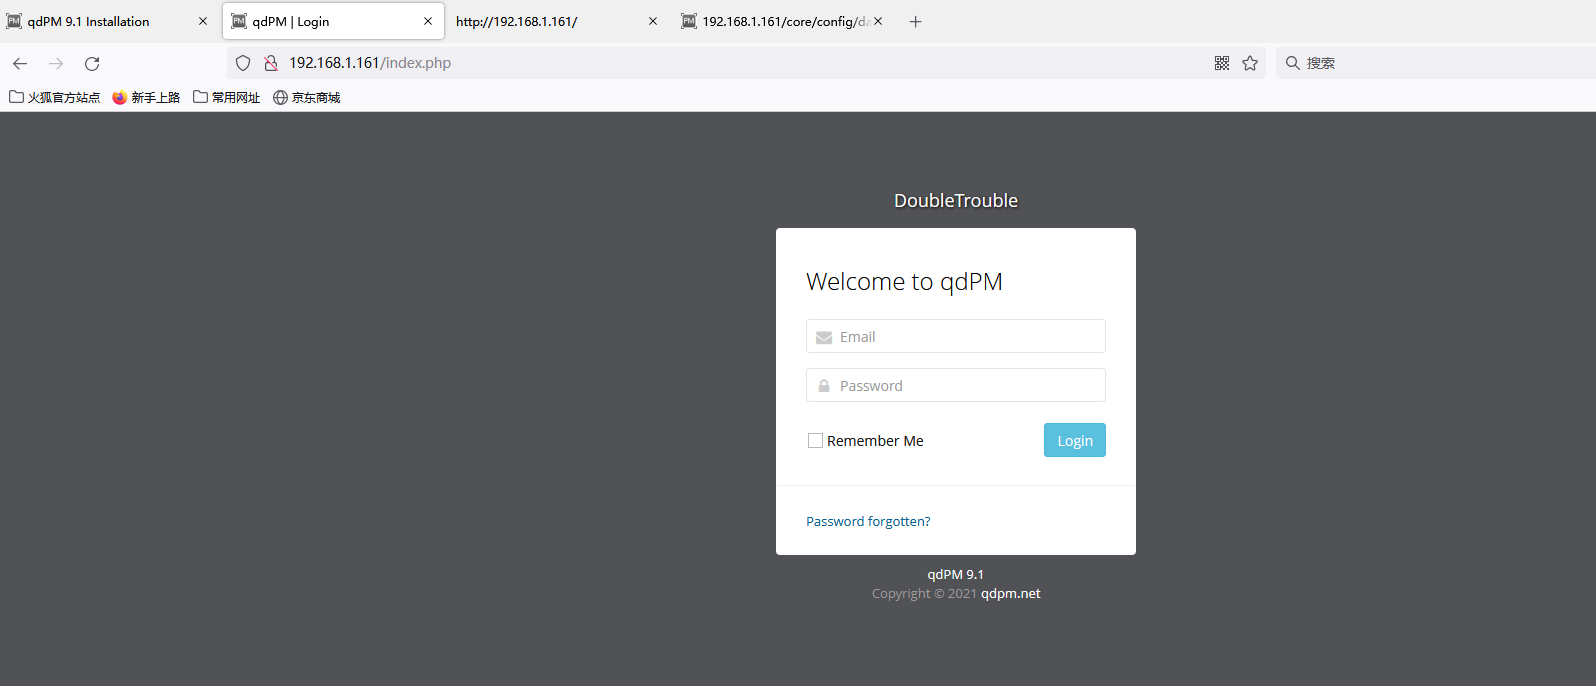 qdPM 9.1 Installation
qdPM | Login
http://192.168.1.161/
192.168.1.161/core/config/da
192.168.1.161/index.php
搜索
火狐官方站点
新手上路
常用网址
京东商城
DoubleTrouble
Welcome to qdPM
Email
Password
Remember Me
Login
Password forgotten?
qdPM 9.1
Copyright © 2021 qdpm.net